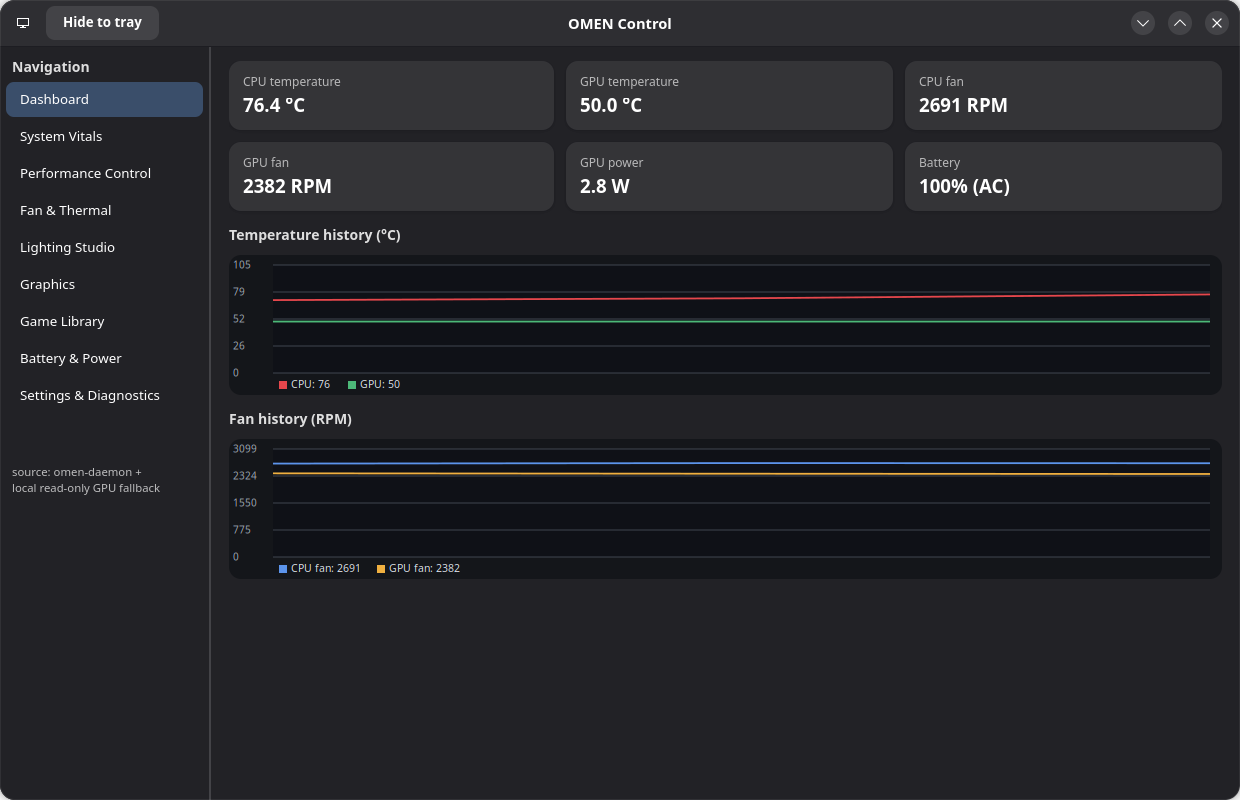 Hide to tray
OMEN Control
Navigation
Dashboard
System Vitals
Performance Control
Fan & Thermal
Lighting Studio
Graphics
Game Library
Battery & Power
Settings & Diagnostics
source: omen-daemon +
local read-only GPU fallback
CPU temperature
76.4 °C
GPU temperature
50.0 °C
CPU fan
2691 RPM
GPU fan
2382 RPM
GPU power
2.8 W
Battery
100% (AC)
Temperature history (°C)
105
79
52
26
0
CPU: 76 GPU: 50
Fan history (RPM)
3099
2324
1550
775
0
CPU fan: 2691 GPU fan: 2382